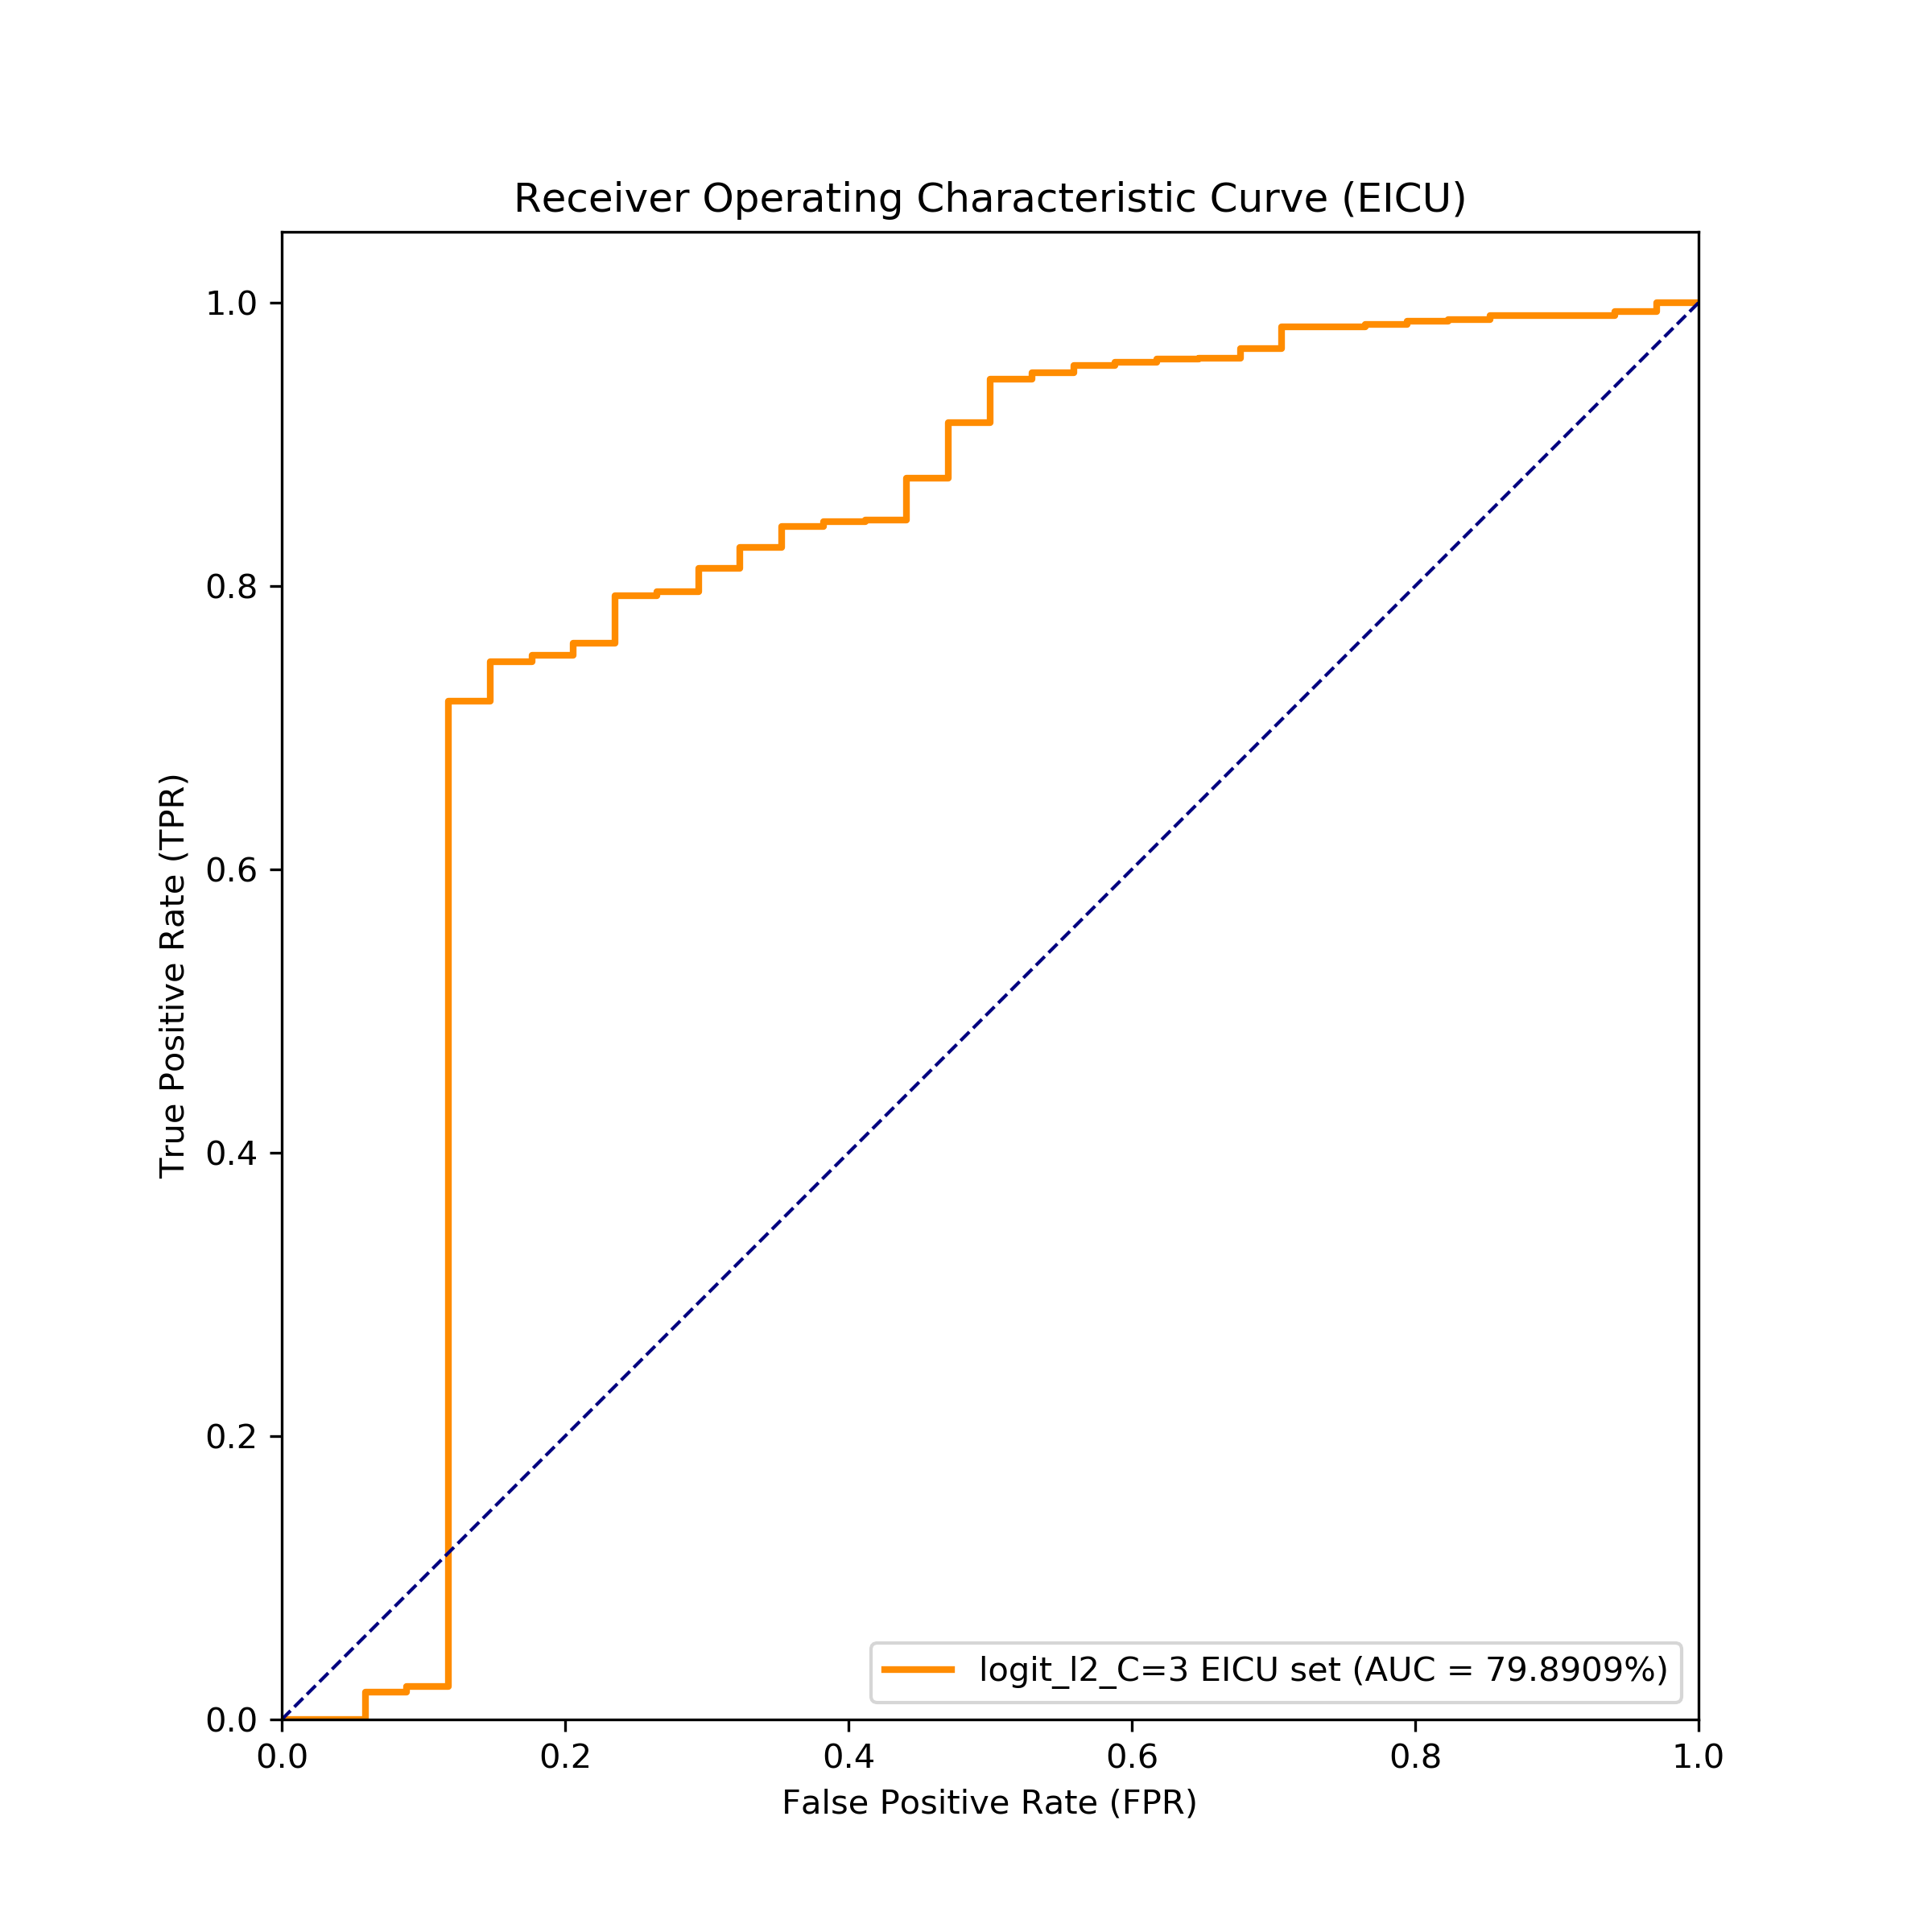 Receiver Operating Characteristic Curve (EICU)
True Positive Rate (TPR)
1.0
0.8
0.6
0.4
0.2
0.0
logit_l2_C=3 EICU set (AUC = 79.8909%)
0.0 0.2 0.4 0.6 0.8 1.0
False Positive Rate (FPR)